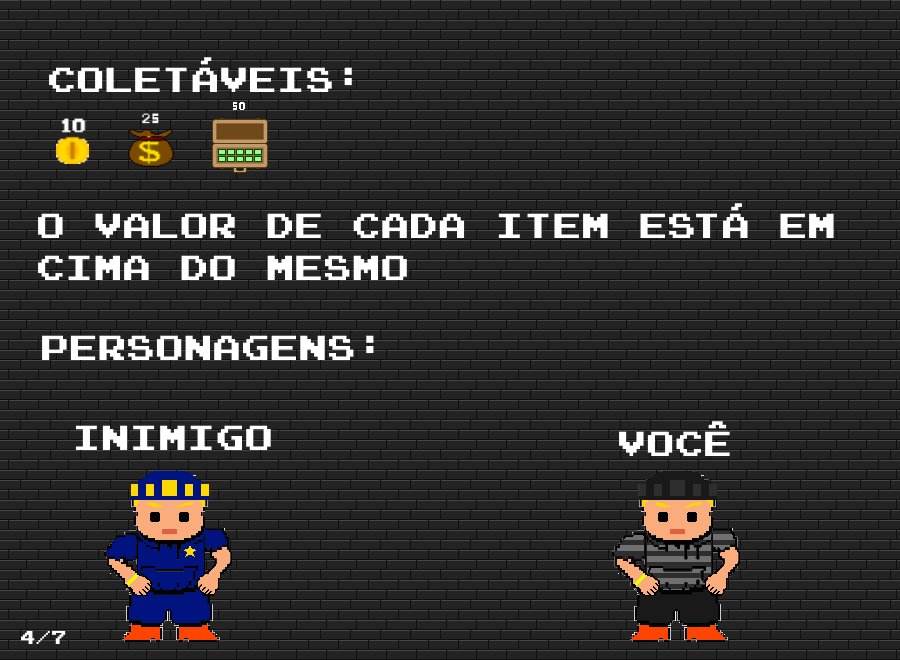 COLETÁVEIS:
10 25 50
$
O VALOR DE CADA ITEM ESTÁ EM
CIMA DO MESMO
PERSONAGENS:
INIMIGO VOCÊ
4/7